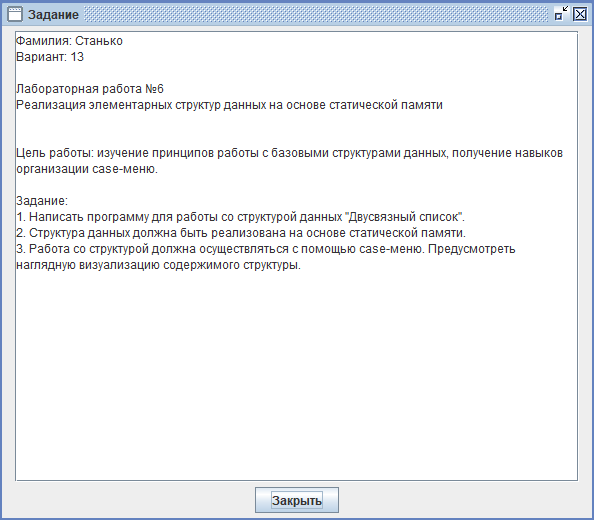 Задание
Фамилия: Станько
Вариант: 13
Лабораторная работа №6
Реализация элементарных структур данных на основе статической памяти
Цель работы: изучение принципов работы с базовыми структурами данных, получение навыков
организации case-меню.
Задание:
1. Написать программу для работы со структурой данных "Двусвязный список".
2. Структура данных должна быть реализована на основе статической памяти.
3. Работа со структурой должна осуществляться с помощью case-меню. Предусмотреть
наглядную визуализацию содержимого структуры.
Закрыть